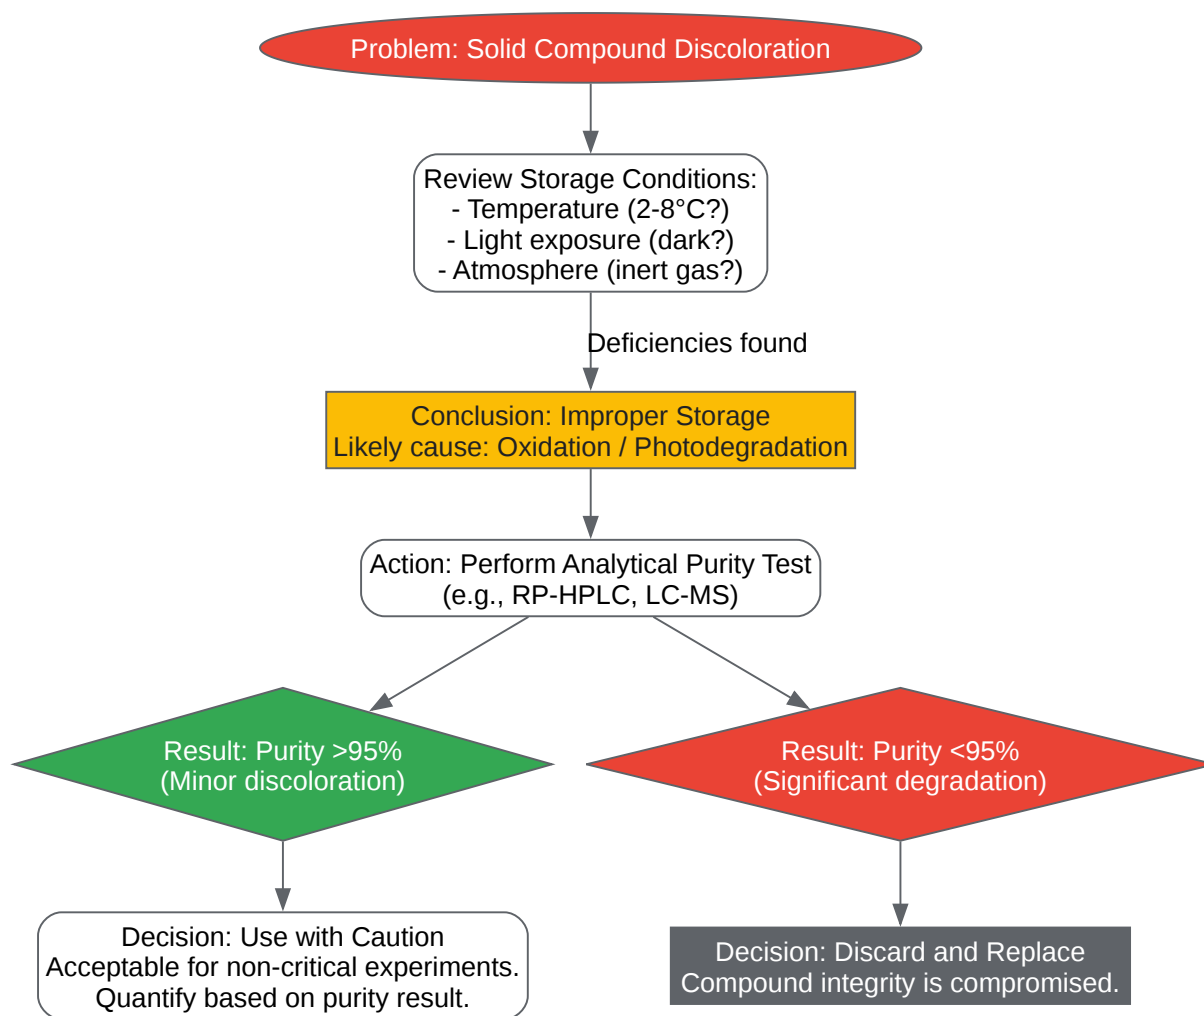 Problem: Solid Compound Discoloration
Review Storage Conditions:
- Temperature (2-8°C?)
- Light exposure (dark?)
- Atmosphere (inert gas?)
Deficiencies found
Conclusion: Improper Storage
Likely cause: Oxidation / Photodegradation
Action: Perform Analytical Purity Test
(e.g., RP-HPLC, LC-MS)
Result: Purity >95%
(Minor discoloration)
Result: Purity <95%
(Significant degradation)
Decision: Use with Caution
Acceptable for non-critical experiments.
Quantify based on purity result.
Decision: Discard and Replace
Compound integrity is compromised.